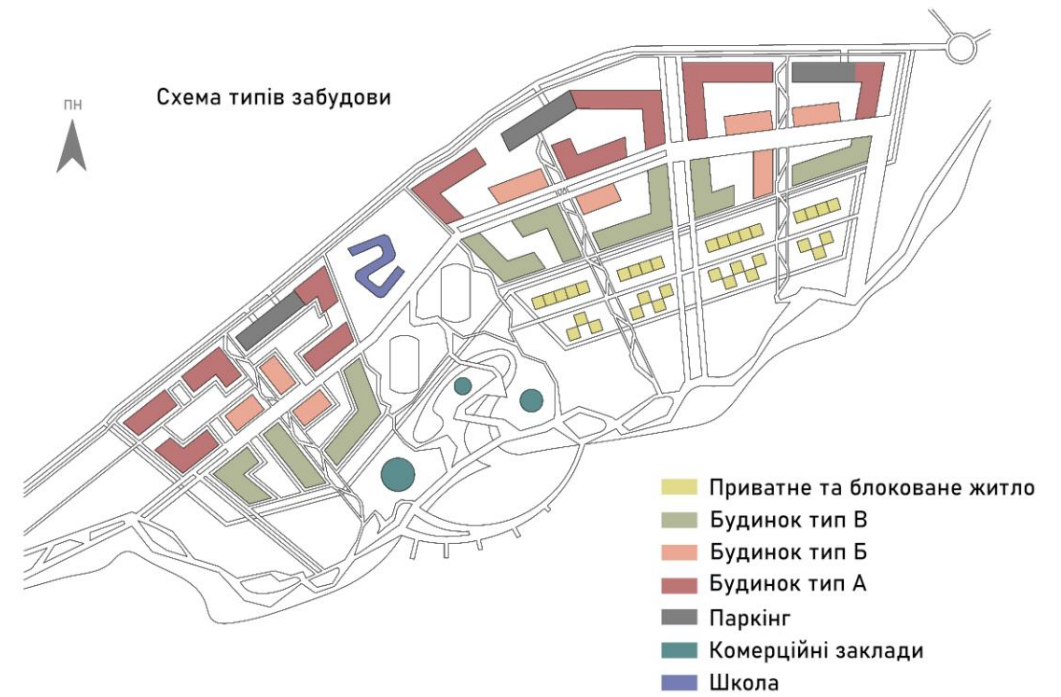 Схема типів забудови
ПН
Приватне та блоковане житло
Будинок тип В
Будинок тип Б
Будинок тип А
Паркінг
Комерційні заклади
Школа